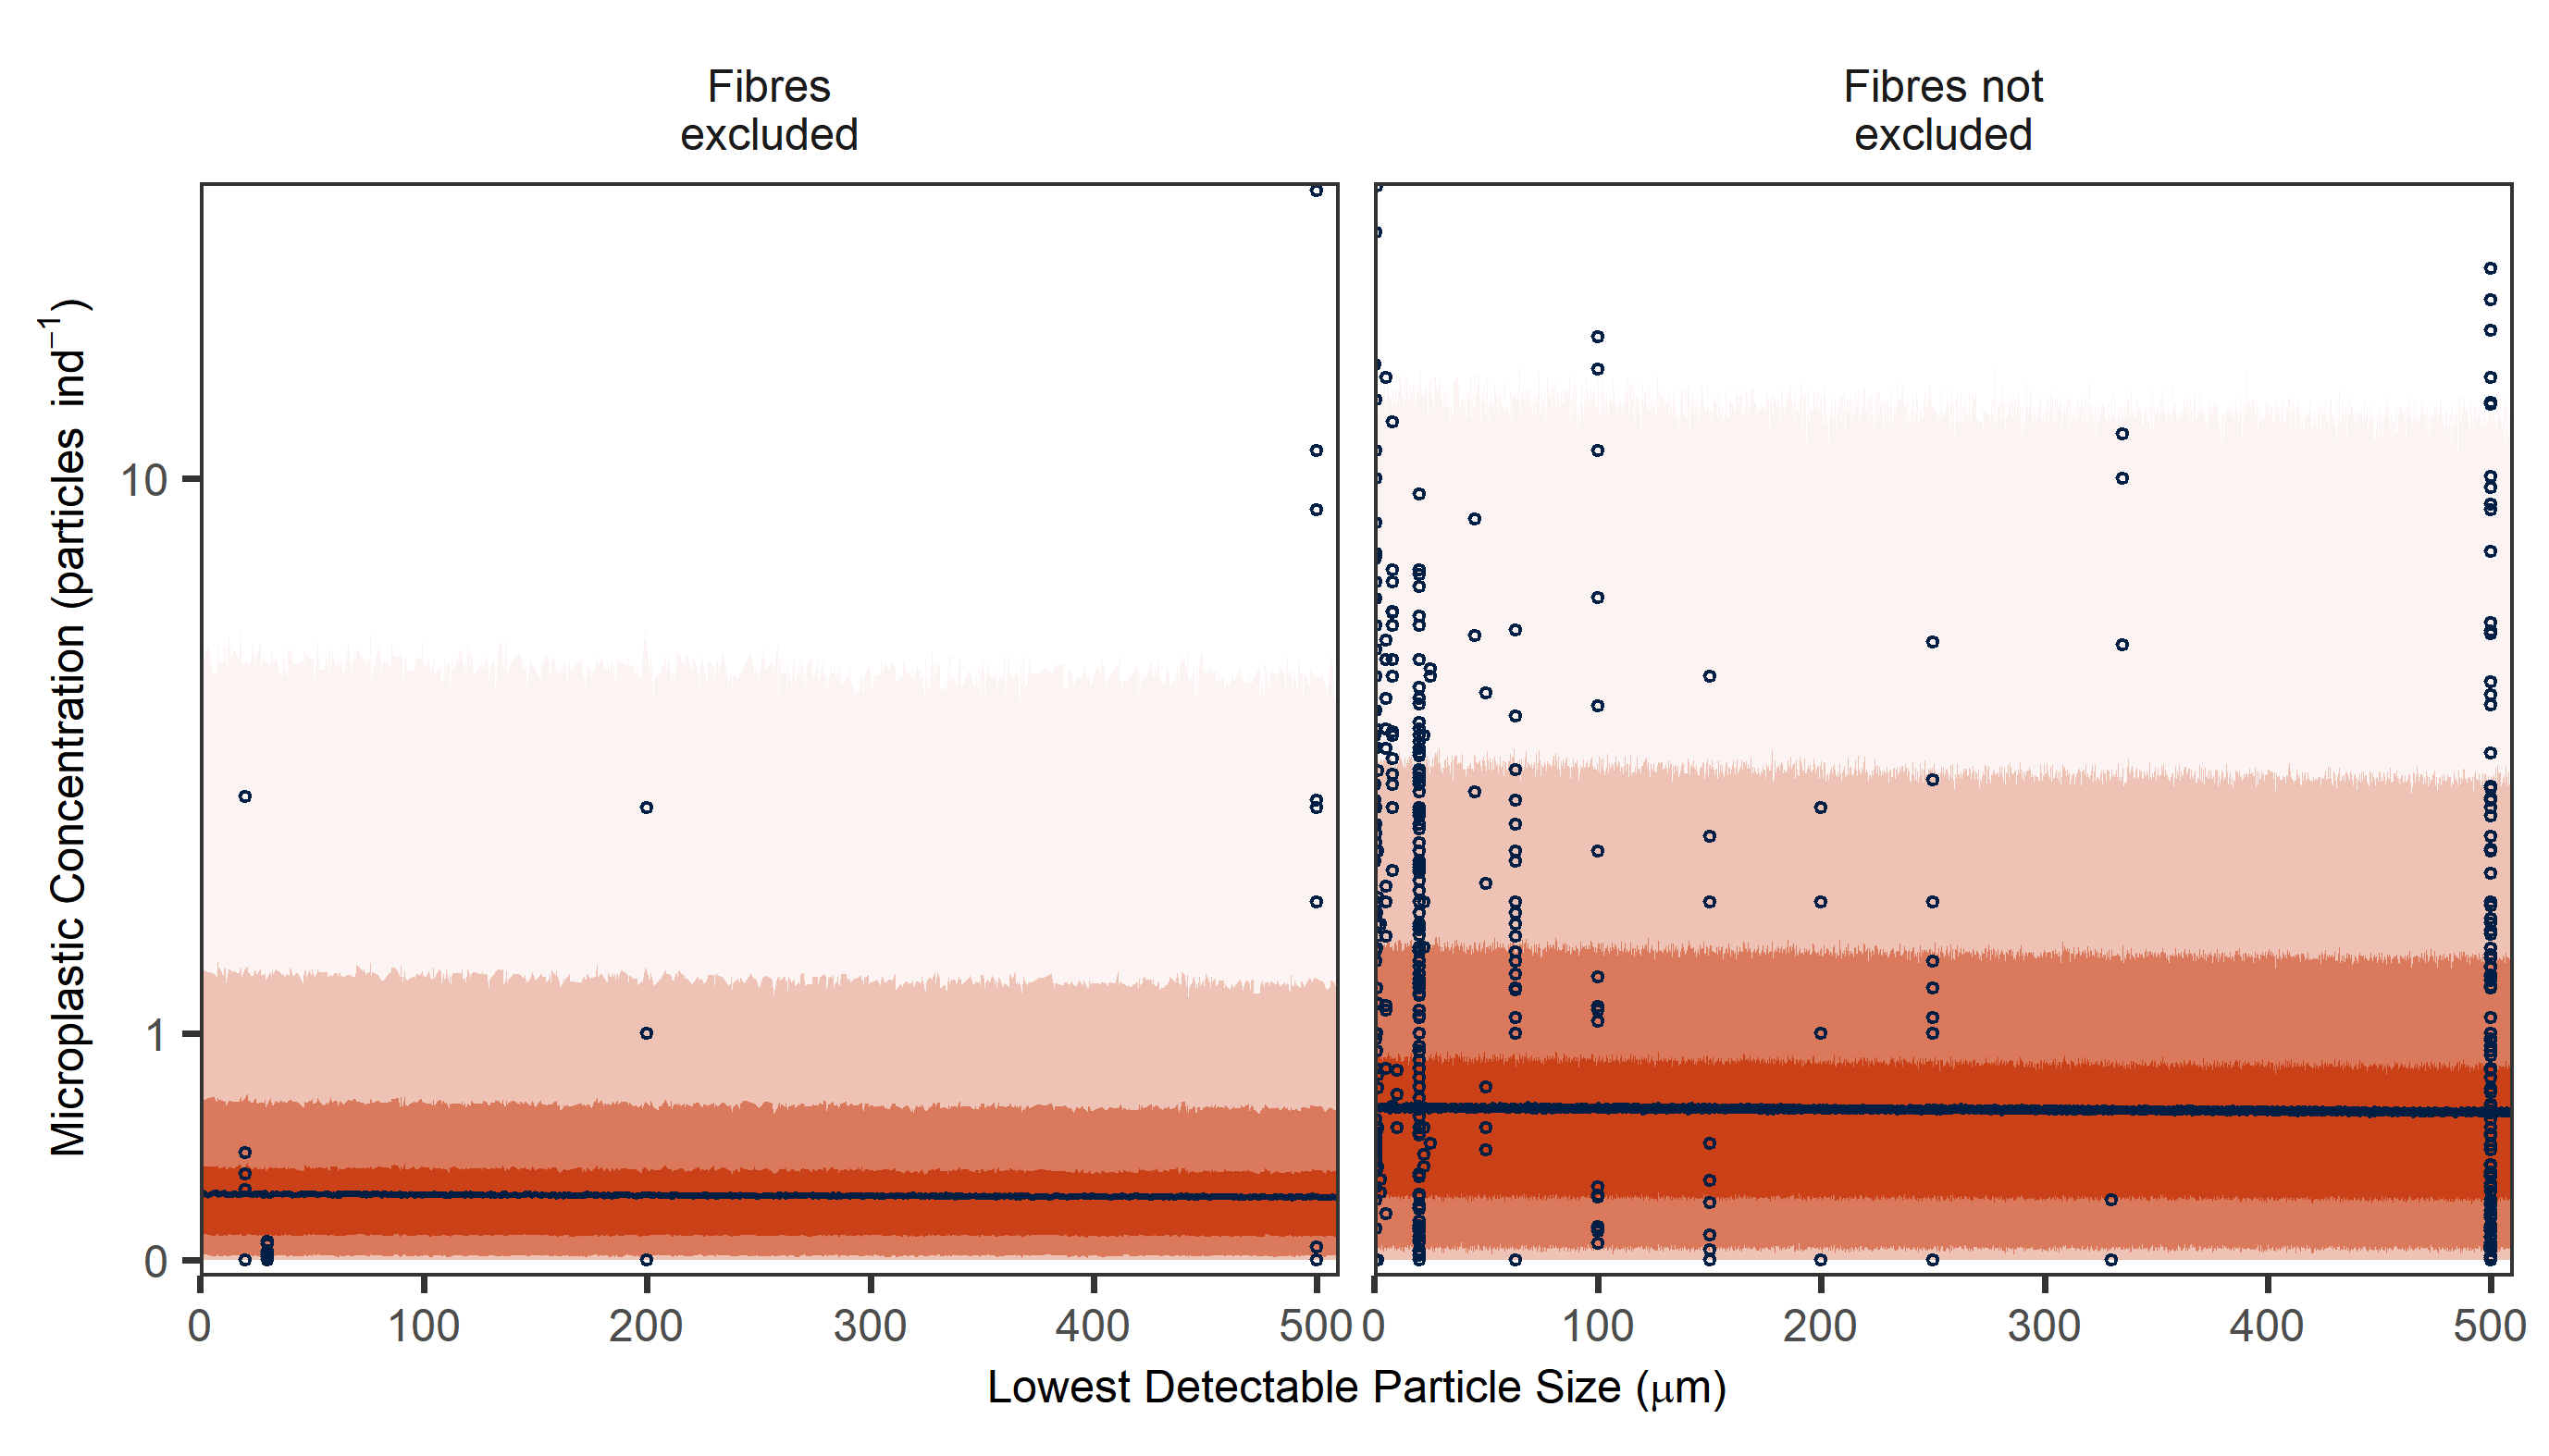 Fibres
excluded
Fibres not
excluded
Microplastic Concentration (particles ind⁻¹)
10
1
0
0 100 200 300 400 500
0 100 200 300 400 500
Lowest Detectable Particle Size (μm)